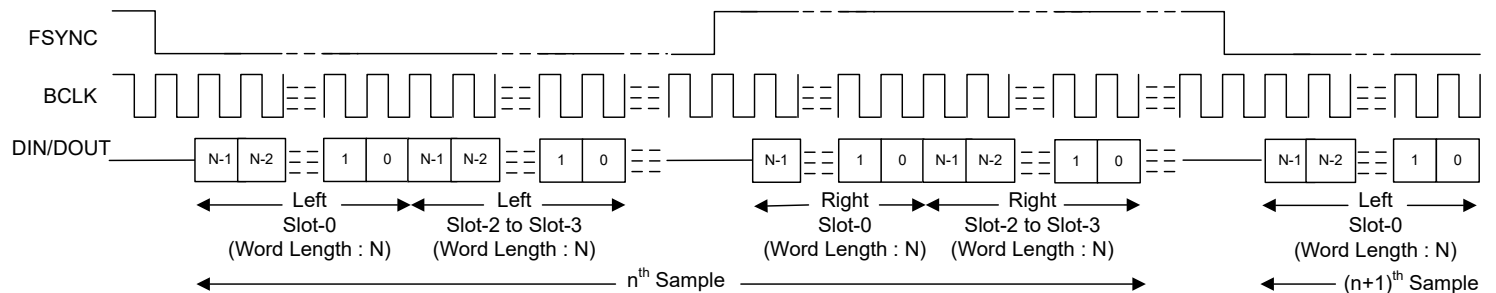 FSYNC
BCLK
DIN/DOUT
N-1 N-2 1 0 N-1 N-2 1 0 N-1 1 0 N-1 N-2 1 0 N-1 N-2 1 0
Left Left Right Right Left
Slot-0 Slot-2 to Slot-3 Slot-0 Slot-2 to Slot-3 Slot-0
(Word Length : N) (Word Length : N) (Word Length : N) (Word Length : N) (Word Length : N)
nth Sample (n+1)th Sample